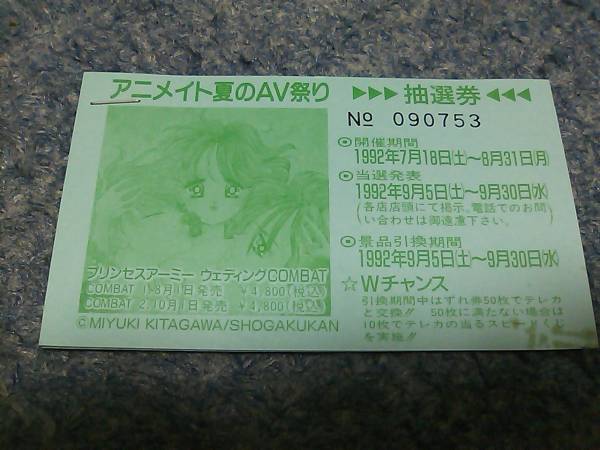 アニメイト夏のAV祭り
プリンセスアーミー ウェディングCOMBAT
COMBAT 1.8月1日発売 ¥4,800(税込)
COMBAT 2.10月1日発売 ¥4,800(税込)
©MIYUKI KITAGAWA/SHOGAKUKAN
▶▶▶ 抽選券 ◀◀◀
№ 090753
開催期間
1992年7月18日(土)〜8月31日(月)
当選発表
1992年9月5日(土)〜9月30日(水)
(各店店頭にて掲示。電話でのお問
い合わせは御遠慮下さい。)
景品引換期間
1992年9月5日(土)〜9月30日(水)
☆Wチャンス
引換期間中はずれ券50枚でテレカ
と交換!! 50枚に満たない場合は
10枚でテレカの当るスピードくじ
を実施!!